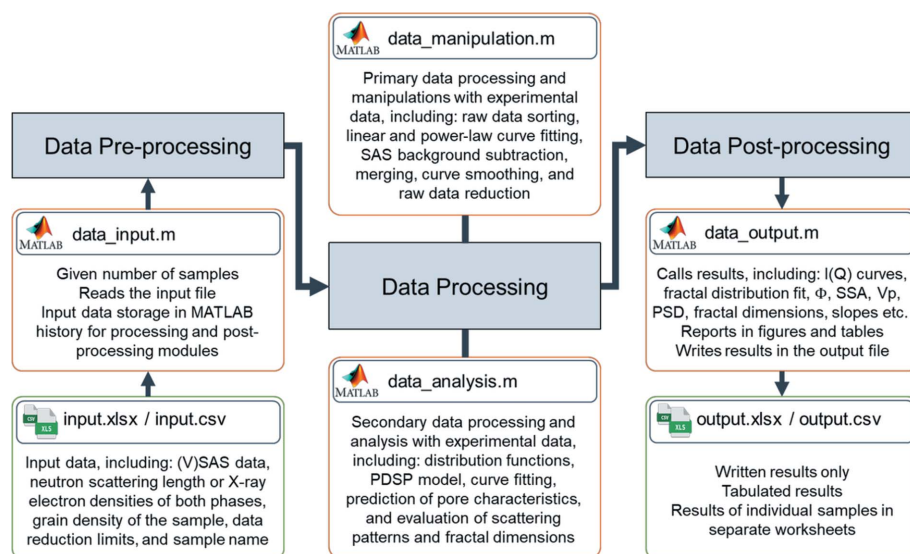 MATLAB
data_manipulation.m
Primary data processing and
manipulations with experimental
data, including: raw data sorting,
linear and power-law curve fitting,
SAS background subtraction,
merging, curve smoothing, and
raw data reduction
Data Pre-processing
MATLAB
data_input.m
Given number of samples
Reads the input file
Input data storage in MATLAB
history for processing and post-
processing modules
CSV
XLS
input.xlsx / input.csv
Input data, including: (V)SAS data,
neutron scattering length or X-ray
electron densities of both phases,
grain density of the sample, data
reduction limits, and sample name
Data Processing
MATLAB
data_analysis.m
Secondary data processing and
analysis with experimental data,
including: distribution functions,
PDSP model, curve fitting,
prediction of pore characteristics,
and evaluation of scattering
patterns and fractal dimensions
Data Post-processing
MATLAB
data_output.m
Calls results, including: I(Q) curves,
fractal distribution fit, Φ, SSA, Vp,
PSD, fractal dimensions, slopes etc.
Reports in figures and tables
Writes results in the output file
CSV
XLS
output.xlsx / output.csv
Written results only
Tabulated results
Results of individual samples in
separate worksheets